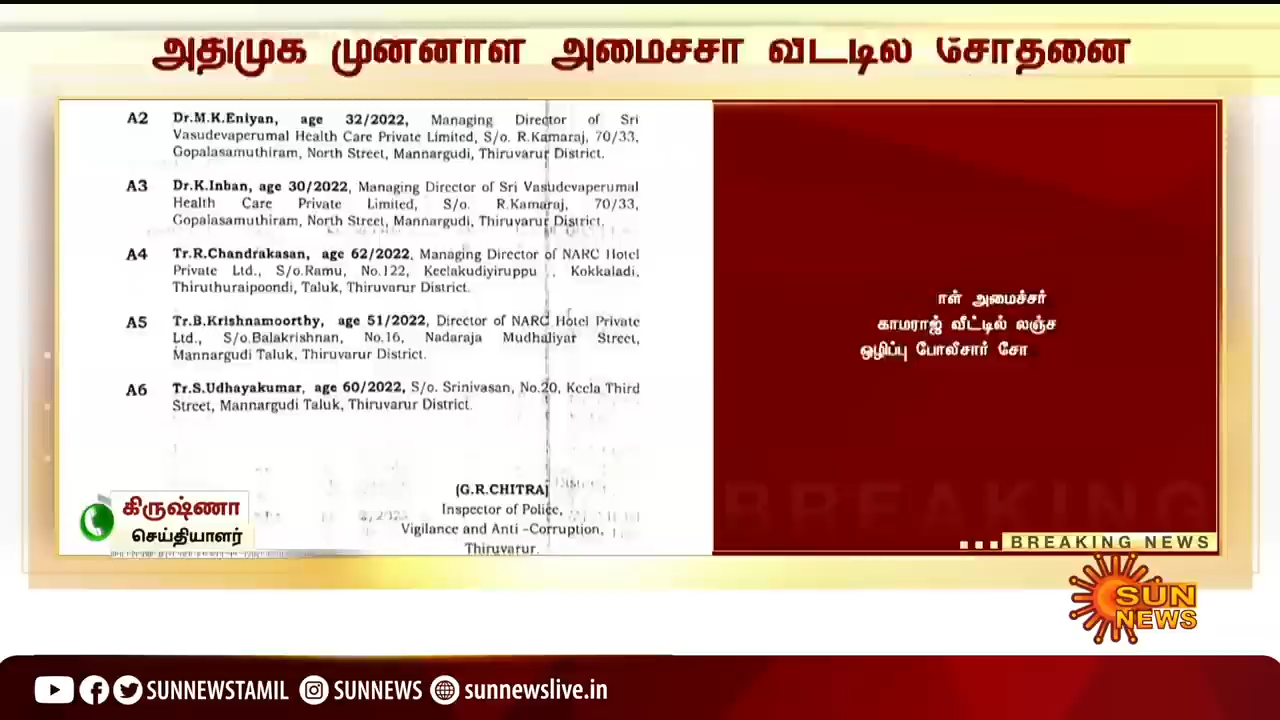 அதிமுக முன்னாள் அமைச்சர் வீட்டில் சோதனை
A2 Dr.M.K.Eniyan, age 32/2022, Managing Director of Sri
Vasudevaperumal Health Care Private Limited, S/o. R.Kamaraj, 70/33,
Gopalasamuthiram, North Street, Mannargudi, Thiruvarur District.
A3 Dr.K.Inban, age 30/2022, Managing Director of Sri Vasudevaperumal
Health Care Private Limited, S/o. R.Kamaraj, 70/33,
Gopalasamuthiram, North Street, Mannargudi, Thiruvarur District.
A4 Tr.R.Chandrakasan, age 62/2022, Managing Director of NARC Hotel
Private Ltd., S/o.Ramu, No.122, Keelakudiyiruppu , Kokkaladi,
Thiruthuraipoondi, Taluk, Thiruvarur District.
A5 Tr.B.Krishnamoorthy, age 51/2022, Director of NARC Hotel Private
Ltd., S/o.Balakrishnan, No.16, Nadaraja Mudhaliyar Street,
Mannargudi Taluk, Thiruvarur District.
A6 Tr.S.Udhayakumar, age 60/2022, S/o. Srinivasan, No.20, Keela Third
Street, Mannargudi Taluk, Thiruvarur District.
(G.R.CHITRA)
Inspector of Police,
Vigilance and Anti -Corruption,
Thiruvarur.
கிருஷ்ணா
செய்தியாளர்
ாள் அமைச்சர்
காமராஜ் வீட்டில் லஞ்ச
ஒழிப்பு போலீசார் சோ
BREAKING
BREAKING NEWS
SUN
NEWS
SUNNEWSTAMIL SUNNEWS sunnewslive.in